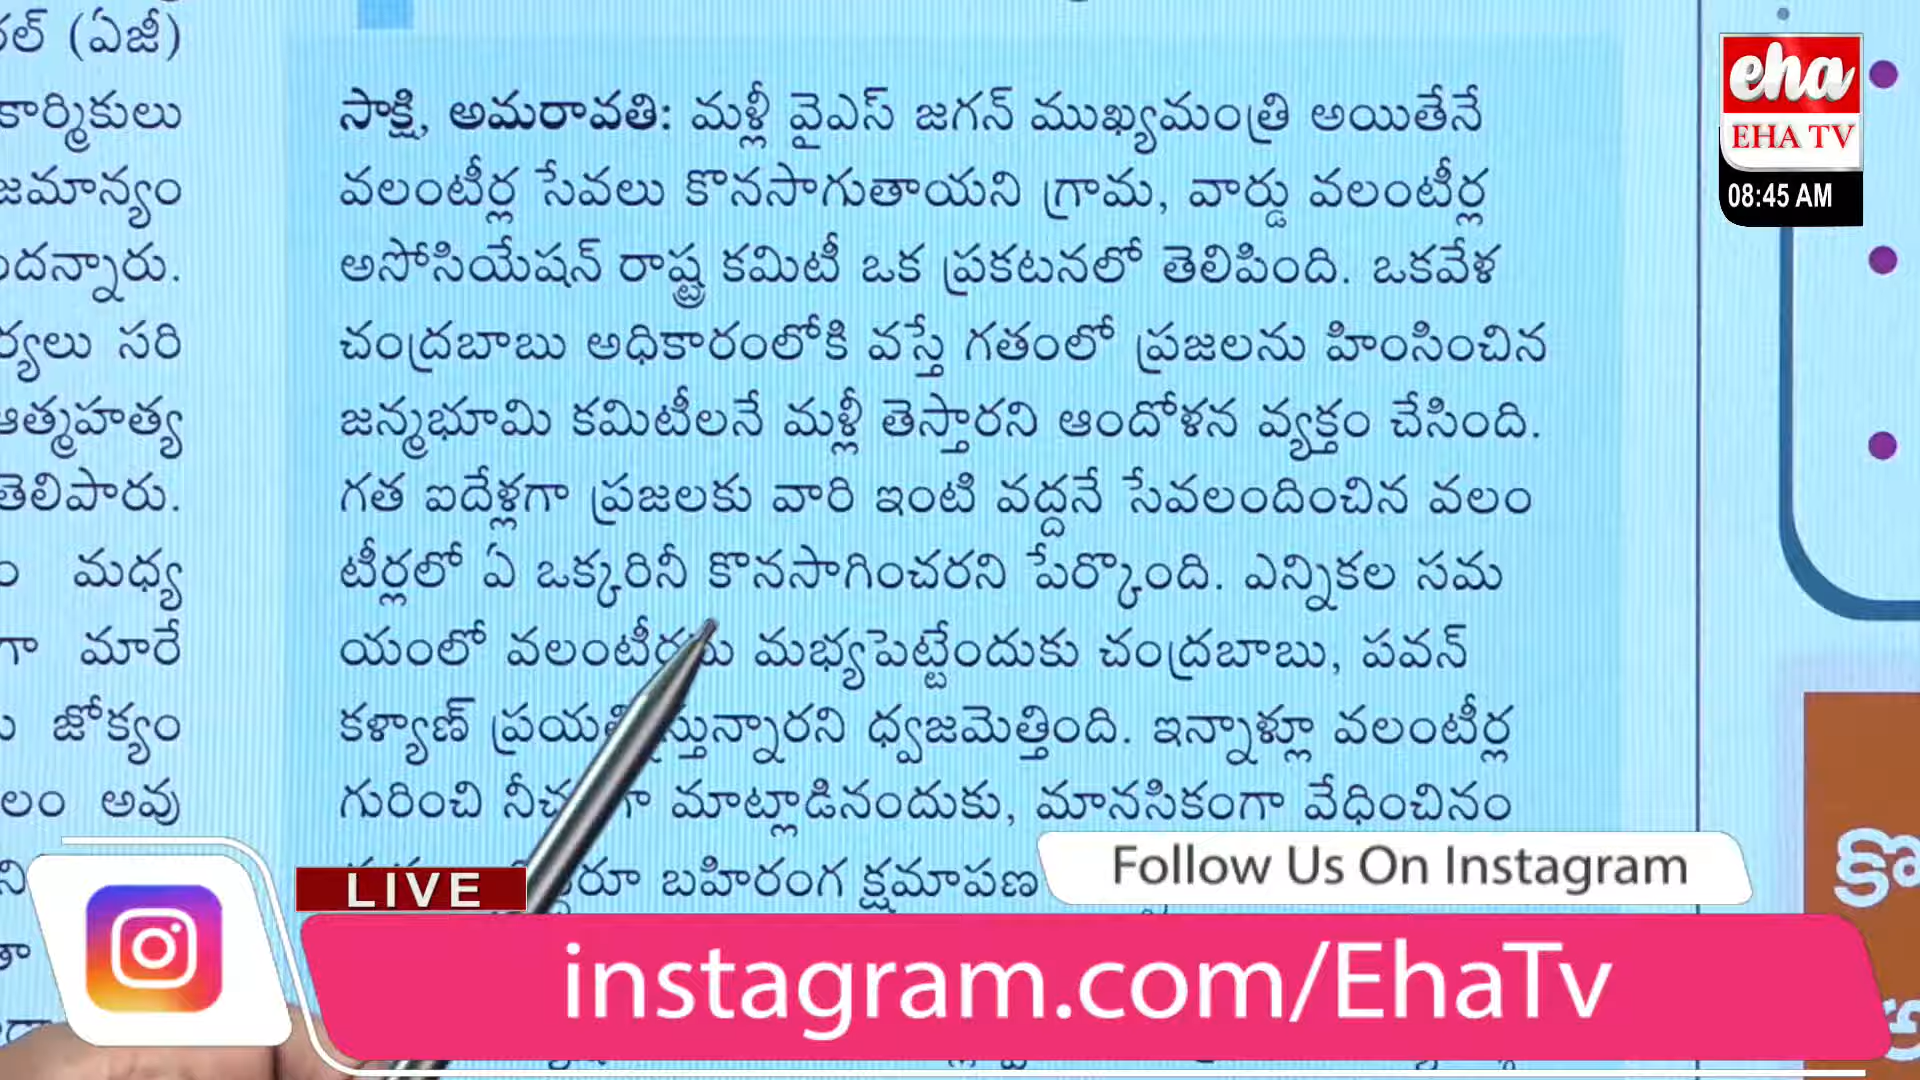 రల్ (ఏజీ)
కార్మికులు
జమాన్యం
దన్నారు.
ర్యలు సరి
ఆత్మహత్య
తెలిపారు.
మధ్య
గా మారే
జోక్యం
లం అవు
సాక్షి, అమరావతి: మళ్లీ వైఎస్ జగన్ ముఖ్యమంత్రి అయితేనే
వలంటీర్ల సేవలు కొనసాగుతాయని గ్రామ, వార్డు వలంటీర్ల
అసోసియేషన్ రాష్ట్ర కమిటీ ఒక ప్రకటనలో తెలిపింది. ఒకవేళ
చంద్రబాబు అధికారంలోకి వస్తే గతంలో ప్రజలను హింసించిన
జన్మభూమి కమిటీలనే మళ్లీ తెస్తారని ఆందోళన వ్యక్తం చేసింది.
గత ఐదేళ్లగా ప్రజలకు వారి ఇంటి వద్దనే సేవలందించిన వలం
టీర్లలో ఏ ఒక్కరినీ కొనసాగించరని పేర్కొంది. ఎన్నికల సమ
యంలో మభ్యపెట్టేందుకు చంద్రబాబు, పవన్
కళ్యాణ్ ధ్వజమెత్తింది. ఇన్నాళ్లూ వలంటీర్ల
గురించి మాట్లాడినందుకు, మానసికంగా వేధించినం
బహిరంగ క్షమాపణ
eha
EHA TV
08:45 AM
LIVE
Follow Us On Instagram
instagram.com/EhaTv